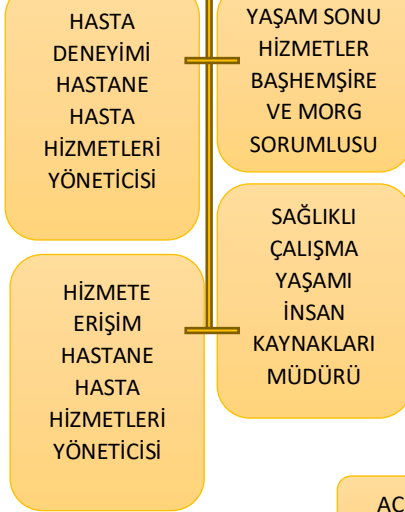 HASTA
DENEYİMİ
HASTANE
HASTA
HİZMETLERİ
YÖNETİCİSİ
YAŞAM SONU
HİZMETLER
BAŞHEMŞİRE
VE MORG
SORUMLUSU
HİZMETE
ERİŞİM
HASTANE
HASTA
HİZMETLERİ
YÖNETİCİSİ
SAĞLIKLI
ÇALIŞMA
YAŞAMI
İNSAN
KAYNAKLARI
MÜDÜRÜ